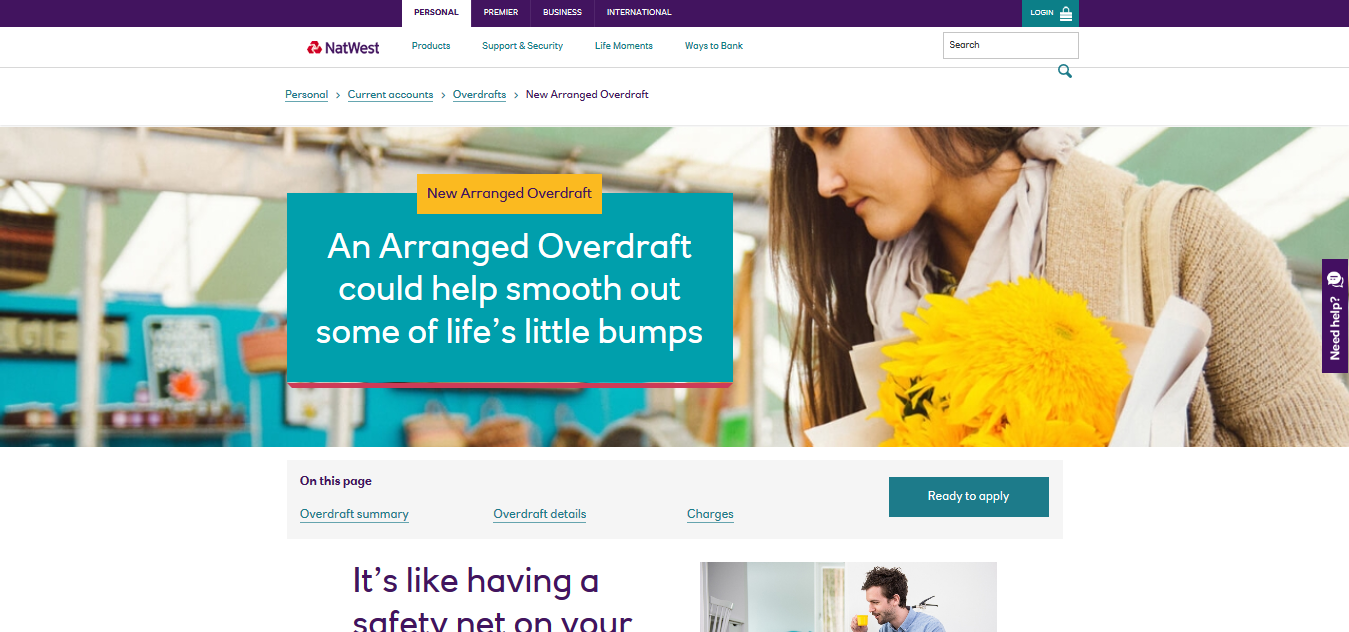 PERSONAL
PREMIER
BUSINESS
INTERNATIONAL
LOGIN
NatWest
Products
Support & Security
Life Moments
Ways to Bank
Search
Personal > Current accounts > Overdrafts > New Arranged Overdraft
New Arranged Overdraft
An Arranged Overdraft
could help smooth out
some of life’s little bumps
Need help?
On this page
Overdraft summary
Overdraft details
Charges
Ready to apply
It’s like having a
safety net on your